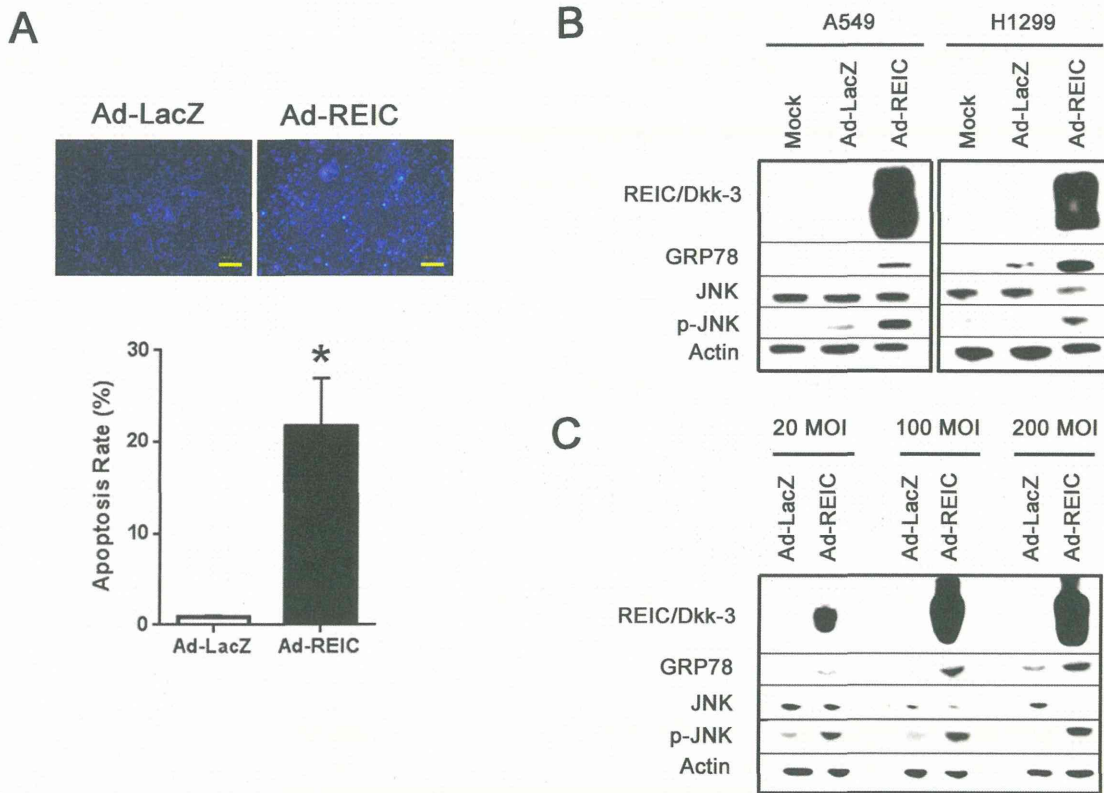 A
Ad-LacZ Ad-REIC
30
20
10
0
Apoptosis Rate (%)
*
Ad-LacZ Ad-REIC
B
A549 H1299
Mock Ad-LacZ Ad-REIC Mock Ad-LacZ Ad-REIC
REIC/Dkk-3
GRP78
JNK
p-JNK
Actin
C
20 MOI 100 MOI 200 MOI
Ad-LacZ Ad-REIC Ad-LacZ Ad-REIC Ad-LacZ Ad-REIC
REIC/Dkk-3
GRP78
JNK
p-JNK
Actin